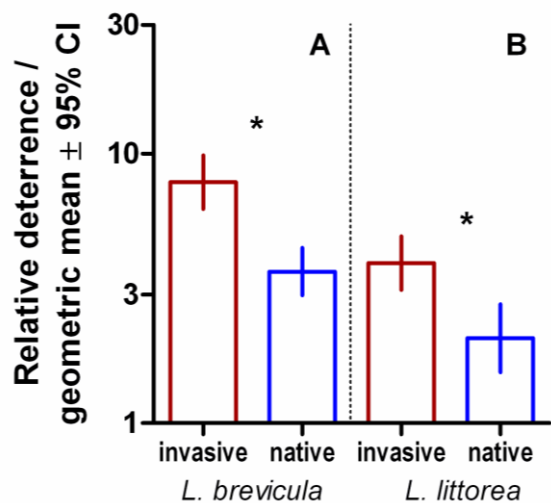 Relative deterrence /
geometric mean ± 95% CI
30
10
3
1
A
B
*
*
invasive native invasive native
L. brevicula L. littorea